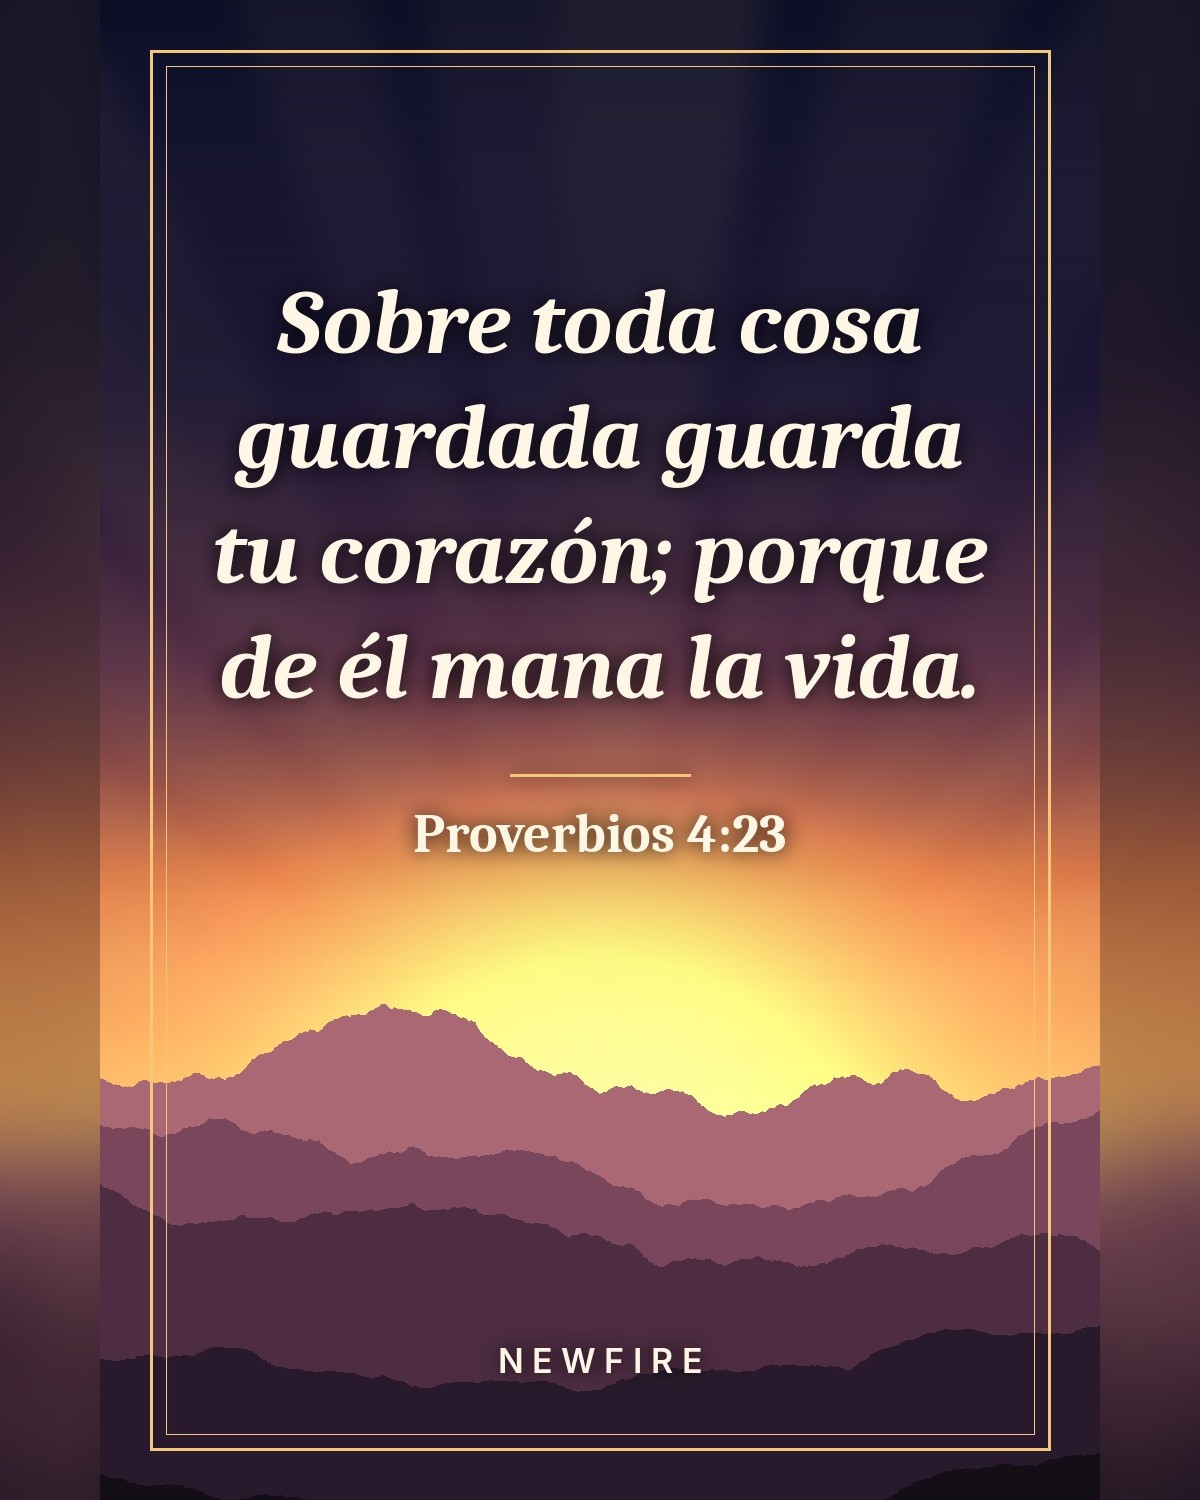 Sobre toda cosa
guardada guarda
tu corazón; porque
de él mana la vida.
Proverbios 4:23
NEWFIRE